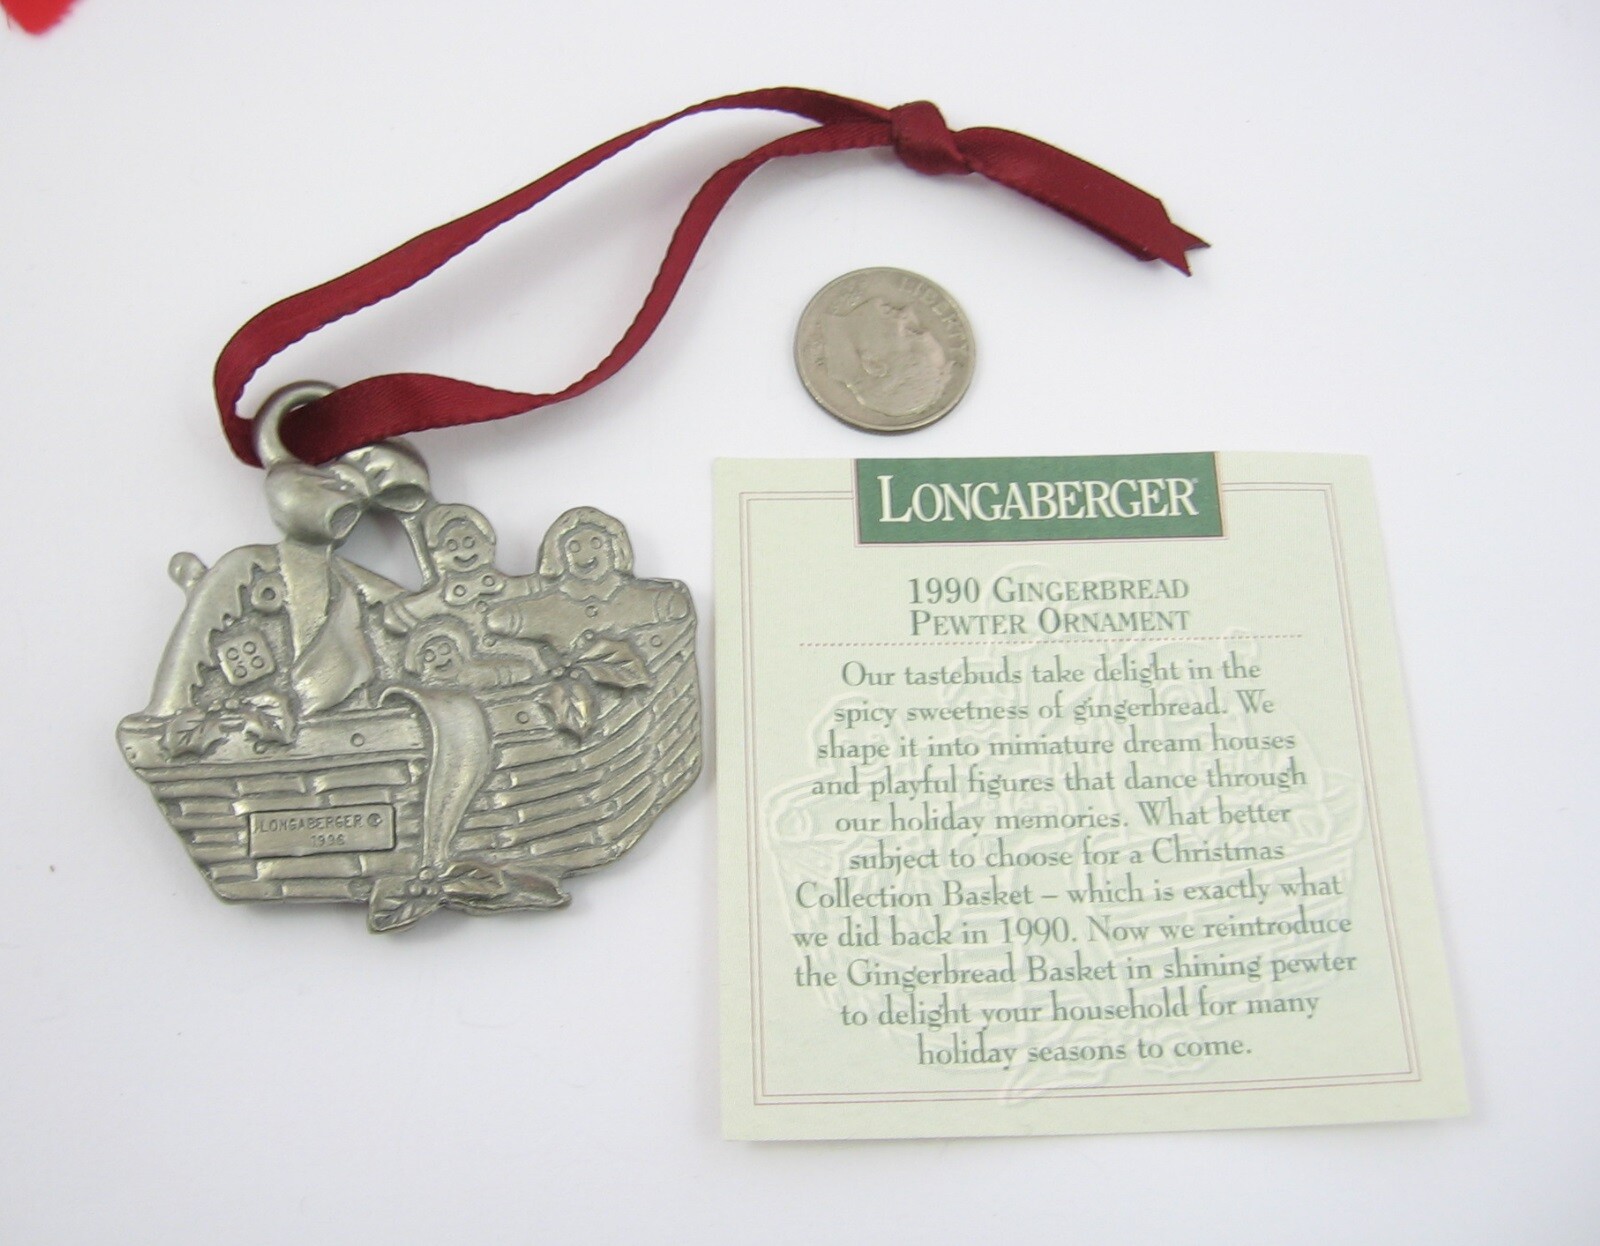 LIBERTY
LONGABERGER®
1990 GINGERBREAD
PEWTER ORNAMENT
Our tastebuds take delight in the
spicy sweetness of gingerbread. We
shape it into miniature dream houses
and playful figures that dance through
our holiday memories. What better
subject to choose for a Christmas
Collection Basket – which is exactly what
we did back in 1990. Now we reintroduce
the Gingerbread Basket in shining pewter
to delight your household for many
holiday seasons to come.
LONGABERGER ®
1996